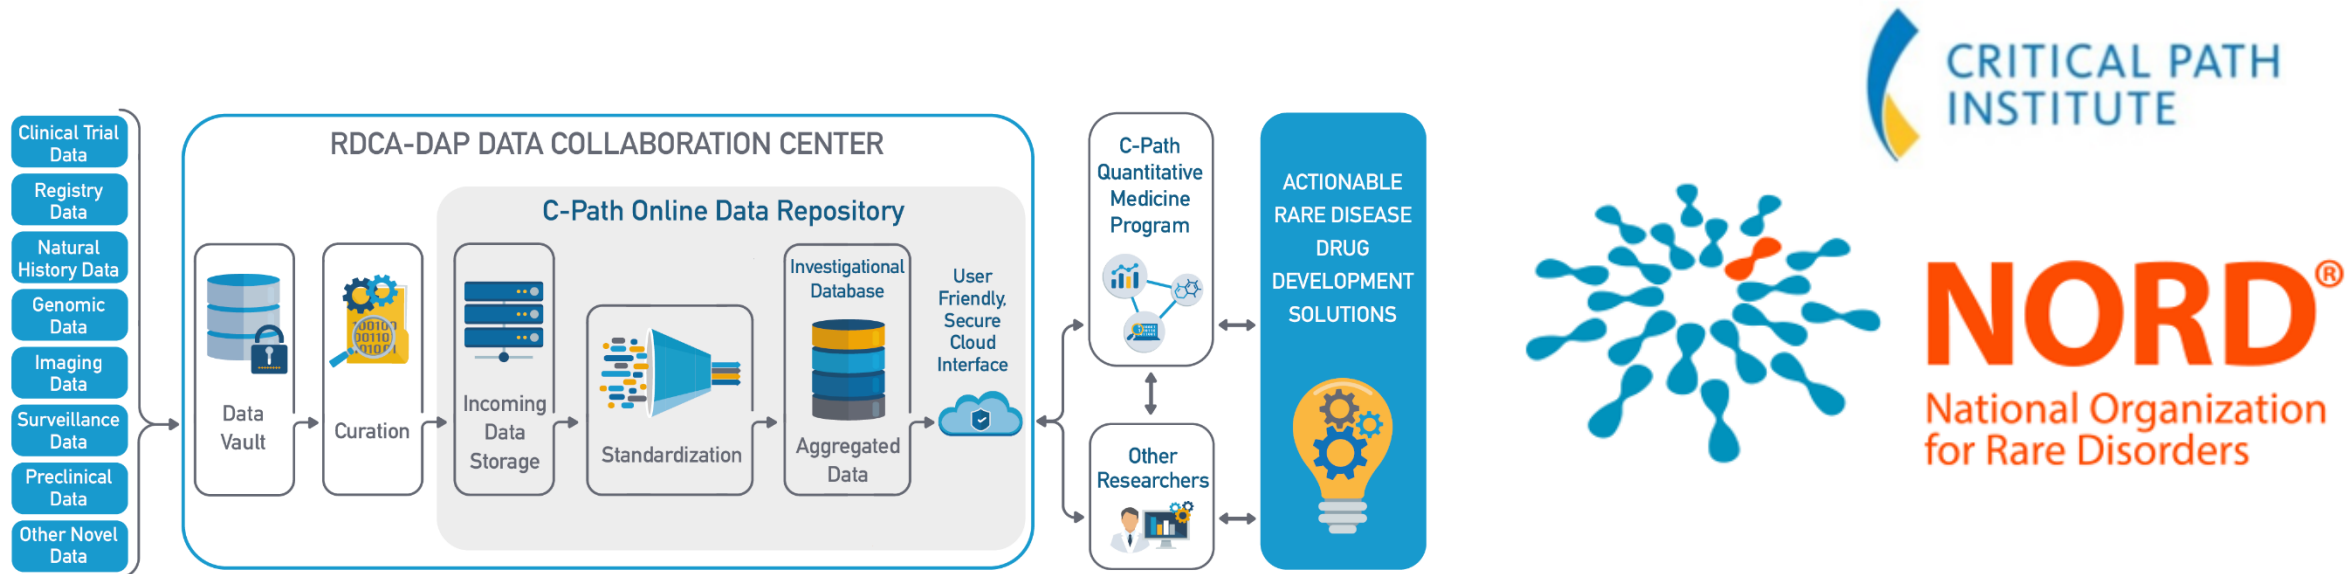 Clinical Trial
Data
Registry
Data
Natural
History Data
Genomic
Data
Imaging
Data
Surveillance
Data
Preclinical
Data
Other Novel
Data
RDCA-DAP DATA COLLABORATION CENTER
C-Path Online Data Repository
Data
Vault
Curation
Incoming
Data
Storage
Standardization
Investigational
Database
Aggregated
Data
User
Friendly,
Secure
Cloud
Interface
C-Path
Quantitative
Medicine
Program
Other
Researchers
ACTIONABLE
RARE DISEASE
DRUG
DEVELOPMENT
SOLUTIONS
CRITICAL PATH
INSTITUTE
NORD®
National Organization
for Rare Disorders